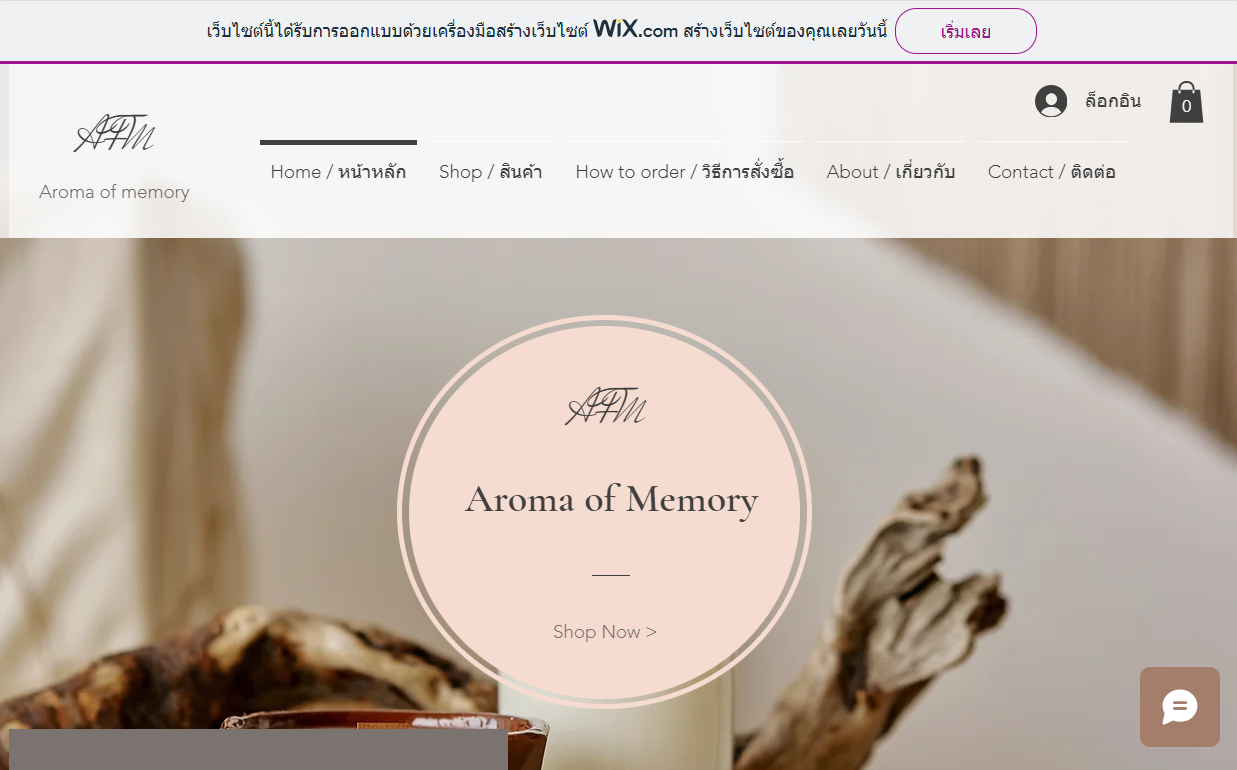 เว็บไซต์นี้ได้รับการออกแบบด้วยเครื่องมือสร้างเว็บไซต์ WiX.com สร้างเว็บไซต์ของคุณเลยวันนี้ เริ่มเลย
ล็อกอิน 0
ATM
Aroma of memory
Home / หน้าหลัก Shop / สินค้า How to order / วิธีการสั่งซื้อ About / เกี่ยวกับ Contact / ติดต่อ
ATM
Aroma of Memory
Shop Now >